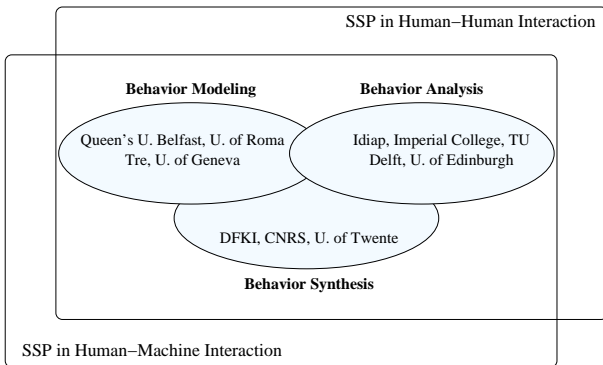 SSP in Human−Human Interaction
Behavior Modeling
Behavior Analysis
Queen's U. Belfast, U. of Roma
Tre, U. of Geneva
Idiap, Imperial College, TU
Delft, U. of Edinburgh
DFKI, CNRS, U. of Twente
Behavior Synthesis
SSP in Human−Machine Interaction